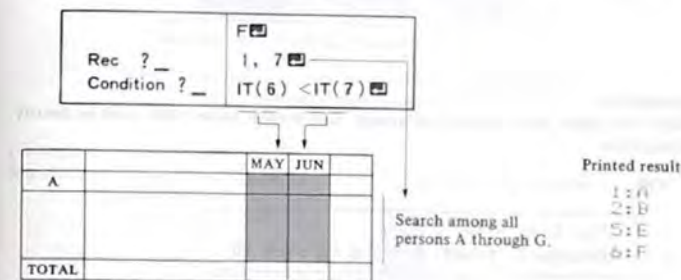 F↵
Rec ?_ 1, 7↵
Condition ?_ IT(6) <IT(7)↵
MAY JUN
A
TOTAL
Search among all
persons A through G.
Printed result
1:A
2:B
5:E
6:F